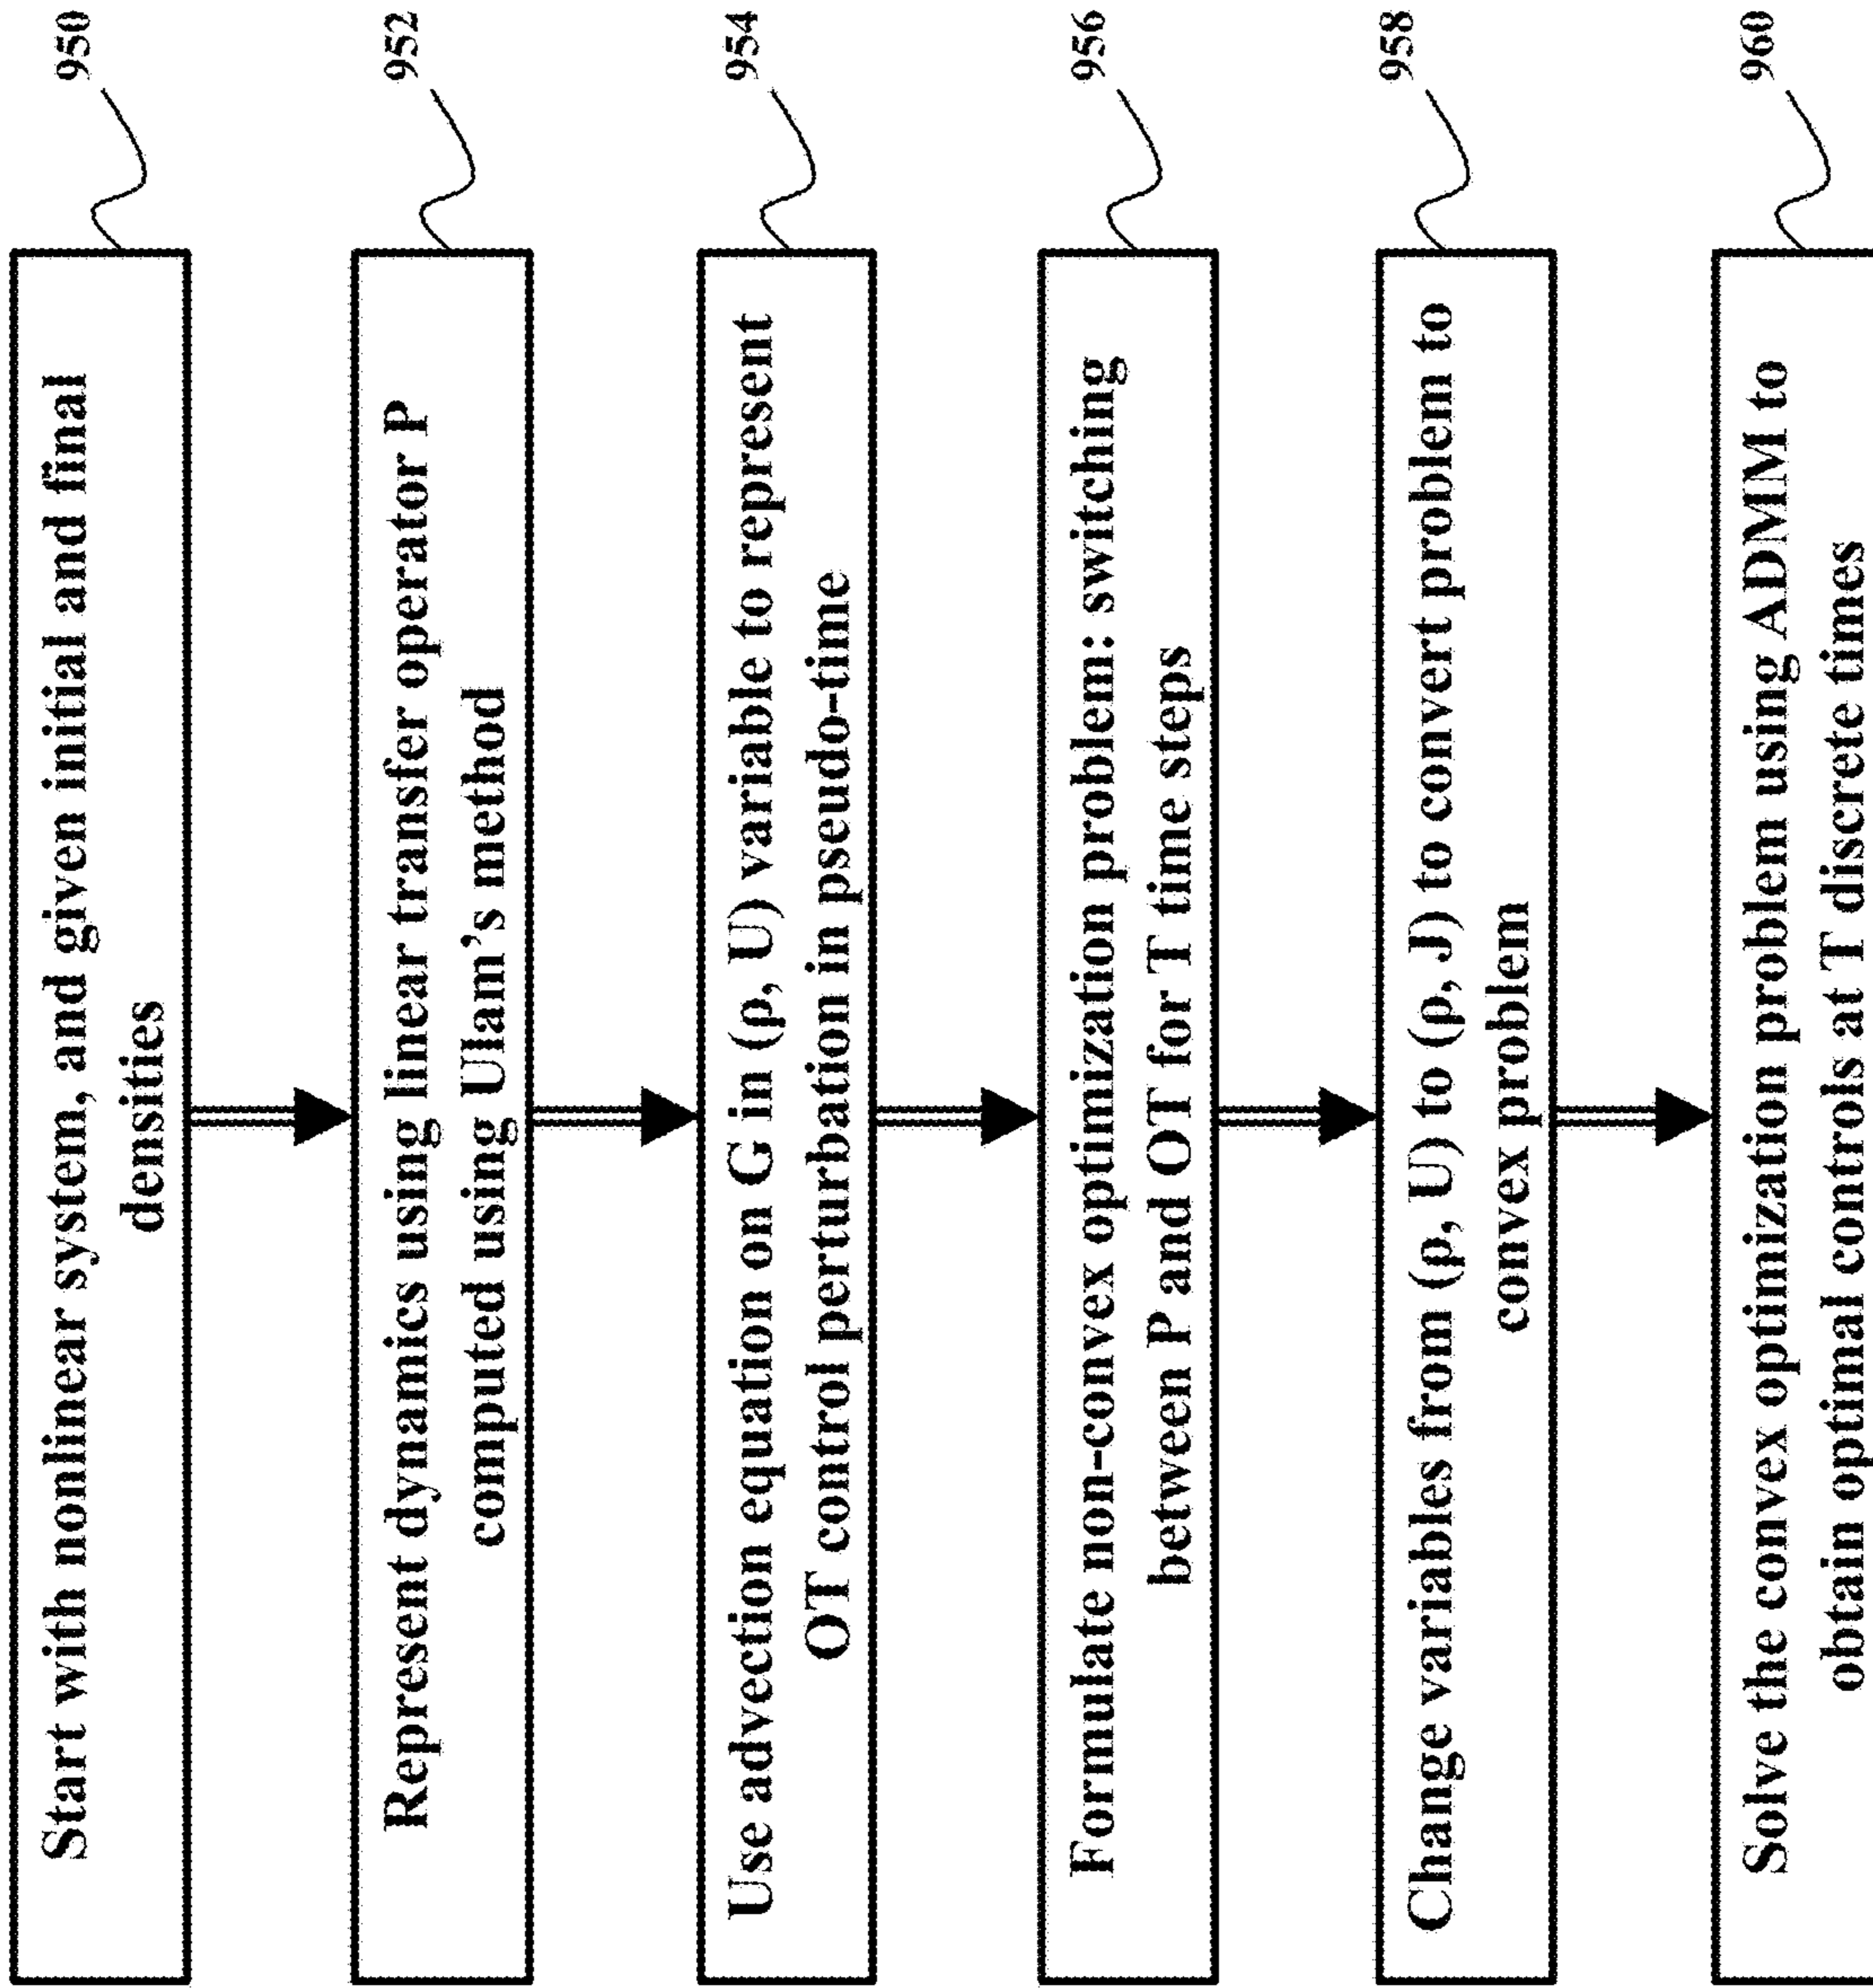 Start with nonlinear system, and given initial and final
densities
950
Represent dynamics using linear transfer operator P
computed using Ulam's method
952
Use advection equation on G in (ρ, U) variable to represent
OT control perturbation in pseudo-time
954
Formulate non-convex optimization problem: switching
between P and OT for T time steps
956
Change variables from (ρ, U) to (ρ, J) to convert problem to
convex problem
958
Solve the convex optimization problem using ADMM to
obtain optimal controls at T discrete times
960